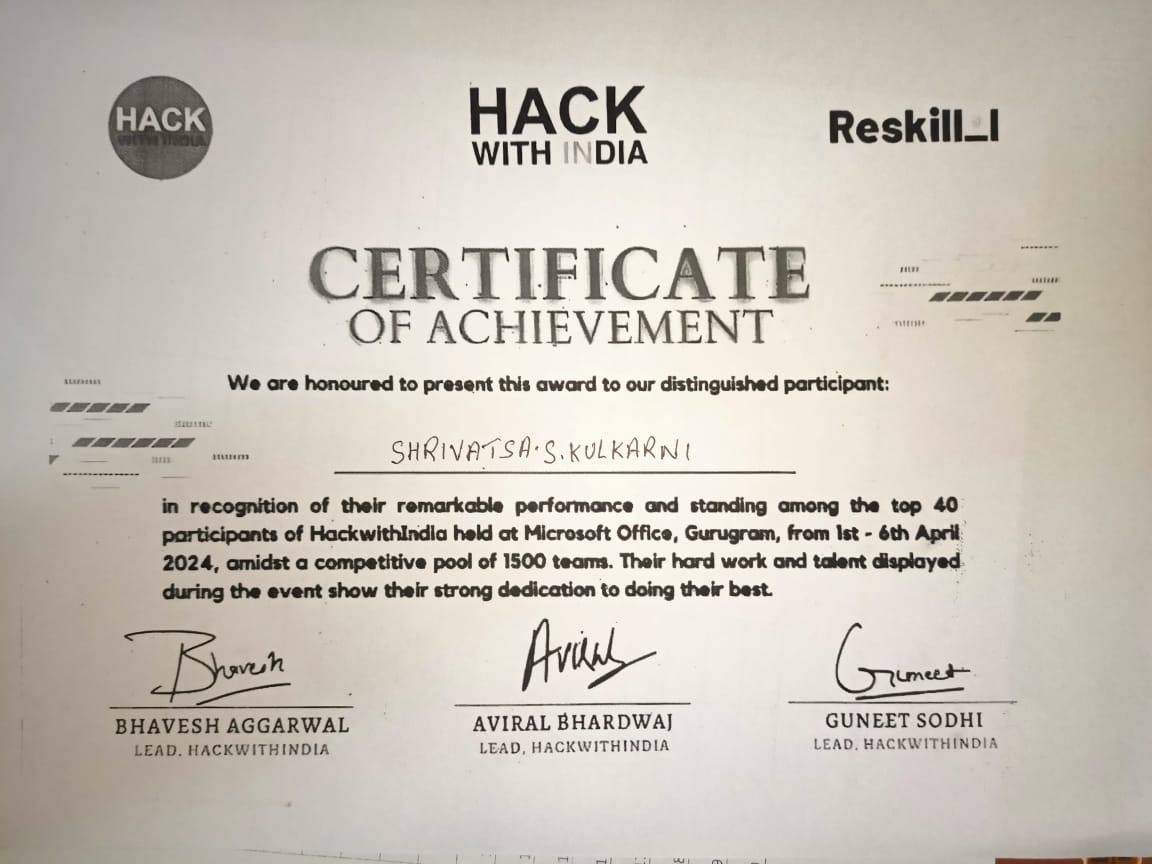 HACK
WITH INDIA
HACK
WITH INDIA
Reskill_l
CERTIFICATE
OF ACHIEVEMENT
We are honoured to present this award to our distinguished participant:
SHRIVATSA.S.KULKARNI
in recognition of their remarkable performance and standing among the top 40
participants of HackwithIndia held at Microsoft Office, Gurugram, from 1st - 6th April
2024, amidst a competitive pool of 1500 teams. Their hard work and talent displayed
during the event show their strong dedication to doing their best.
Bhavesh
Aviral
Guneet
BHAVESH AGGARWAL
AVIRAL BHARDWAJ
GUNEET SODHI
LEAD, HACKWITHINDIA
LEAD, HACKWITHINDIA
LEAD, HACKWITHINDIA